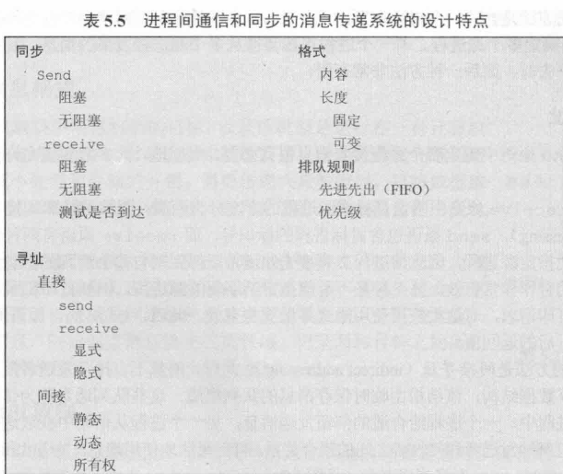 表 5.5 进程间通信和同步的消息传递系统的设计特点
同步
Send
阻塞
无阻塞
receive
阻塞
无阻塞
测试是否到达
寻址
直接
send
receive
显式
隐式
间接
静态
动态
所有权
格式
内容
长度
固定
可变
排队规则
先进先出（FIFO）
优先级